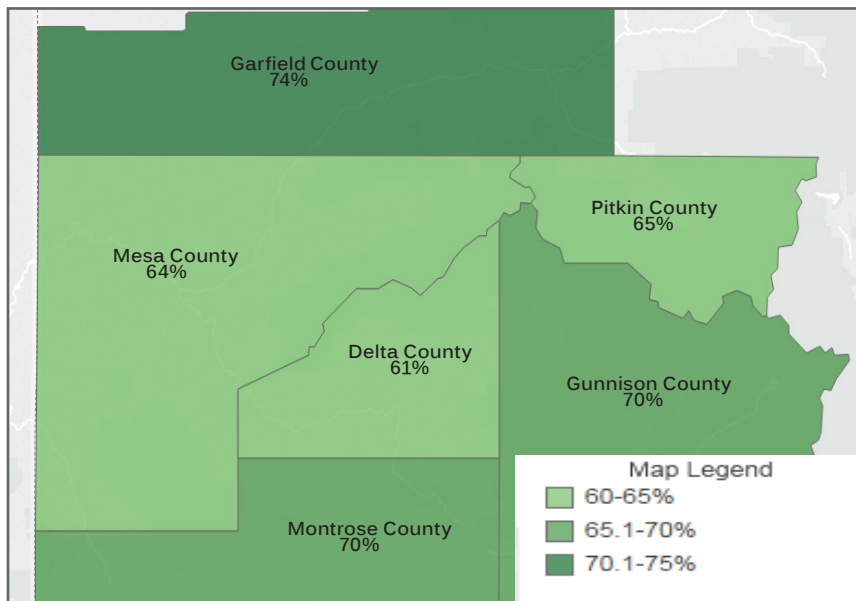 Garfield County
74%
Pitkin County
65%
Mesa County
64%
Delta County
61%
Gunnison County
70%
Montrose County
70%
Map Legend
60-65%
65.1-70%
70.1-75%